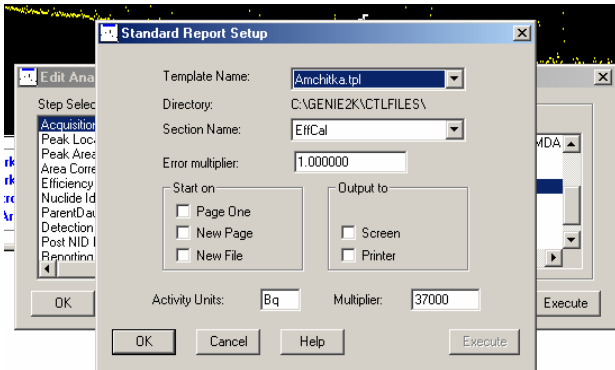 Standard Report Setup
Edit Ana
Template Name: Amchitka.tpl
Directory: C:\GENIE2K\CTLFILES\
Step Selec
Section Name: EffCal
Acquisition
Peak Loc
Peak Area
Area Corre
Efficiency
Nuclide Id
ParentDau
Detection
Post NID
Reporting
MDA
Error multiplier: 1.000000
Start on
Page One
New Page
New File
Output to
Screen
Printer
Activity Units: Bq Multiplier: 37000
OK
Execute
OK Cancel Help Execute